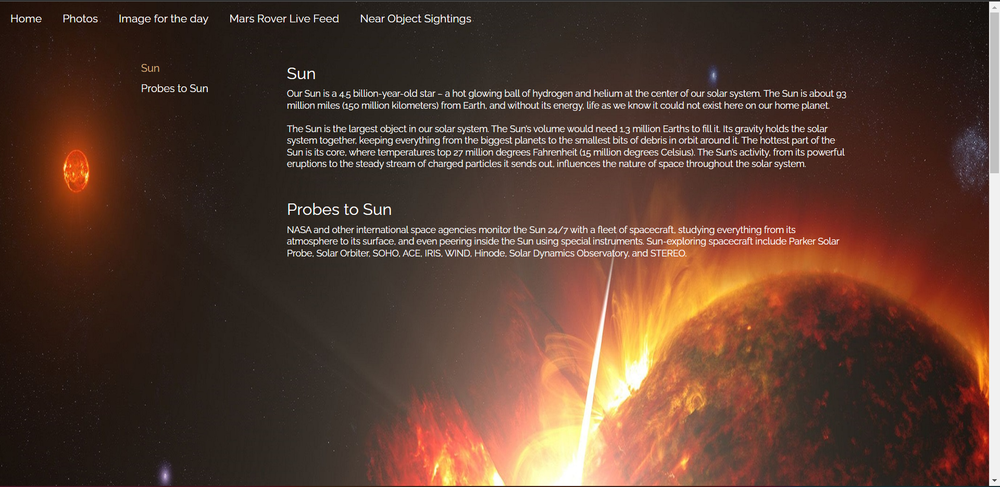 Home Photos Image for the day Mars Rover Live Feed Near Object Sightings
Sun
Probes to Sun
Sun
Our Sun is a 4.5 billion-year-old star – a hot glowing ball of hydrogen and helium at the center of our solar system. The Sun is about 93
million miles (150 million kilometers) from Earth, and without its energy, life as we know it could not exist here on our home planet.
The Sun is the largest object in our solar system. The Sun's volume would need 1.3 million Earths to fill it. Its gravity holds the solar
system together, keeping everything from the biggest planets to the smallest bits of debris in orbit around it. The hottest part of the
Sun is its core, where temperatures top 27 million degrees Fahrenheit (15 million degrees Celsius). The Sun's activity, from its powerful
eruptions to the steady stream of charged particles it sends out, influences the nature of space throughout the solar system.
Probes to Sun
NASA and other international space agencies monitor the Sun 24/7 with a fleet of spacecraft, studying everything from its
atmosphere to its surface, and even peering inside the Sun using special instruments. Sun-exploring spacecraft include Parker Solar
Probe, Solar Orbiter, SOHO, ACE, IRIS, WIND, Hinode, Solar Dynamics Observatory, and STEREO.